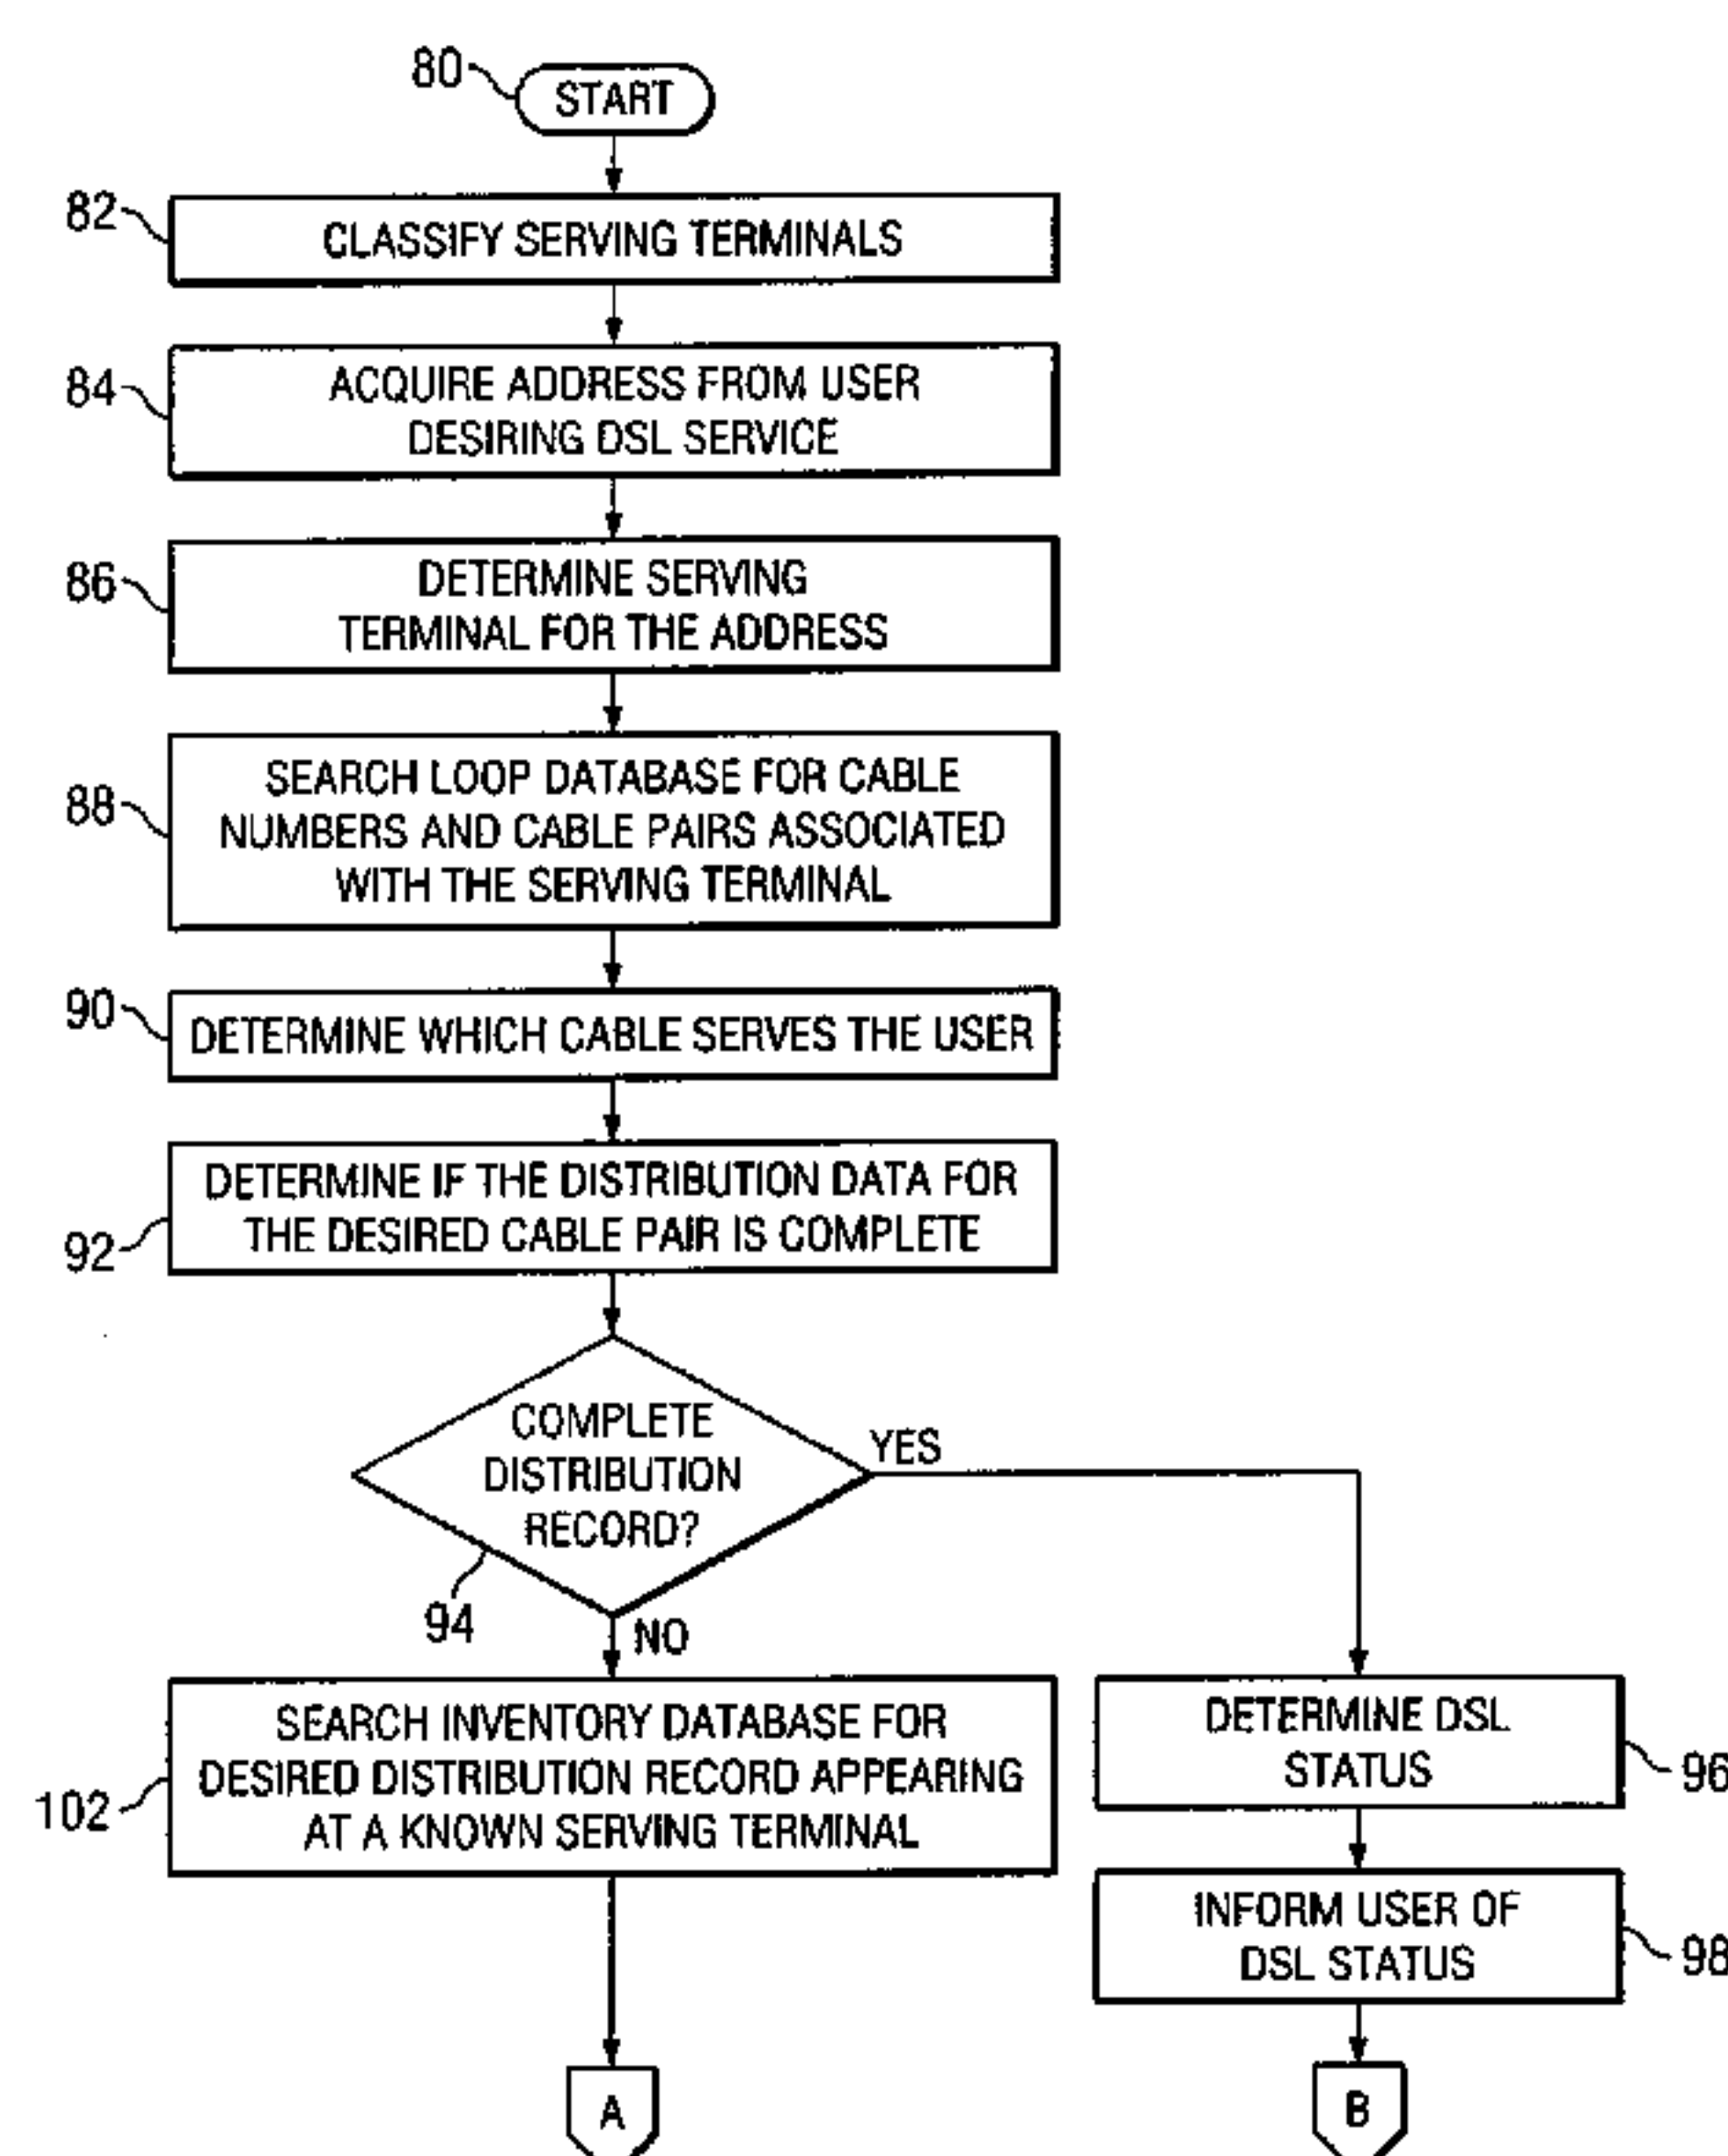 80
START
82
CLASSIFY SERVING TERMINALS
84
ACQUIRE ADDRESS FROM USER
DESIRING DSL SERVICE
86
DETERMINE SERVING
TERMINAL FOR THE ADDRESS
88
SEARCH LOOP DATABASE FOR CABLE
NUMBERS AND CABLE PAIRS ASSOCIATED
WITH THE SERVING TERMINAL
90
DETERMINE WHICH CABLE SERVES THE USER
92
DETERMINE IF THE DISTRIBUTION DATA FOR
THE DESIRED CABLE PAIR IS COMPLETE
COMPLETE
DISTRIBUTION
RECORD?
YES
94
NO
102
SEARCH INVENTORY DATABASE FOR
DESIRED DISTRIBUTION RECORD APPEARING
AT A KNOWN SERVING TERMINAL
DETERMINE DSL
STATUS
96
INFORM USER OF
DSL STATUS
98
A
B